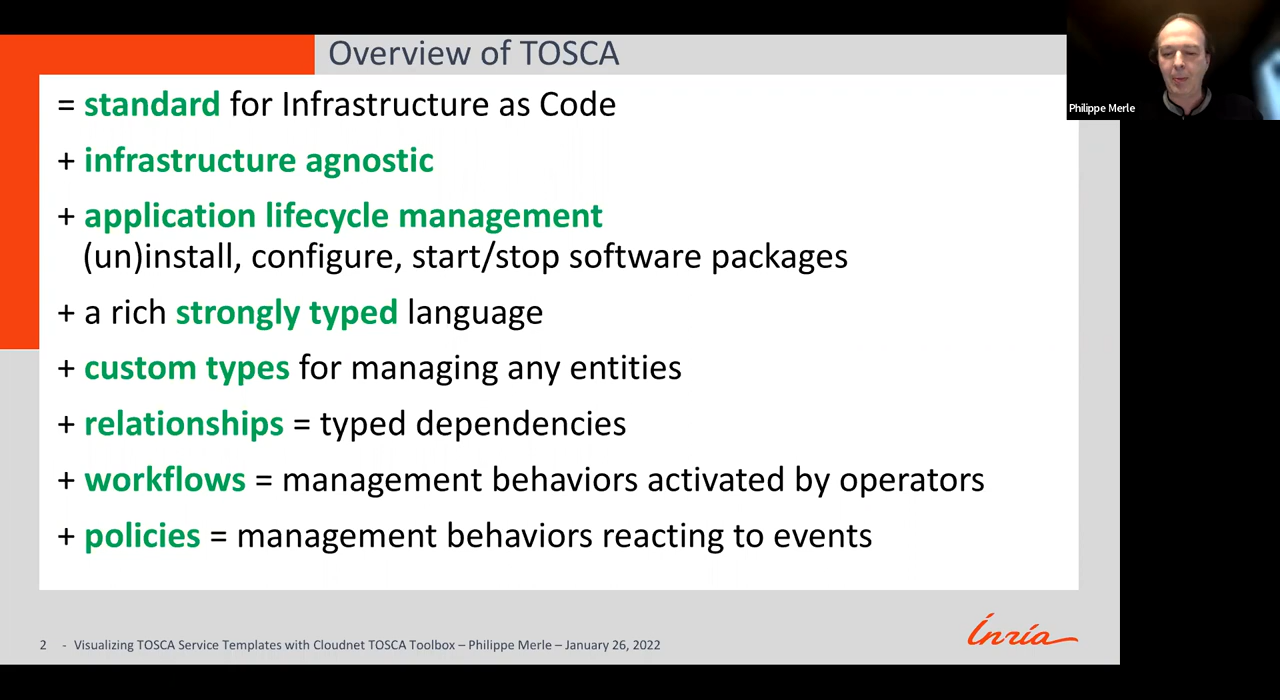 Overview of TOSCA
= standard for Infrastructure as Code
+ infrastructure agnostic
+ application lifecycle management
(un)install, configure, start/stop software packages
+ a rich strongly typed language
+ custom types for managing any entities
+ relationships = typed dependencies
+ workflows = management behaviors activated by operators
+ policies = management behaviors reacting to events
Philippe Merle
Inria
2 - Visualizing TOSCA Service Templates with Cloudnet TOSCA Toolbox – Philippe Merle – January 26, 2022